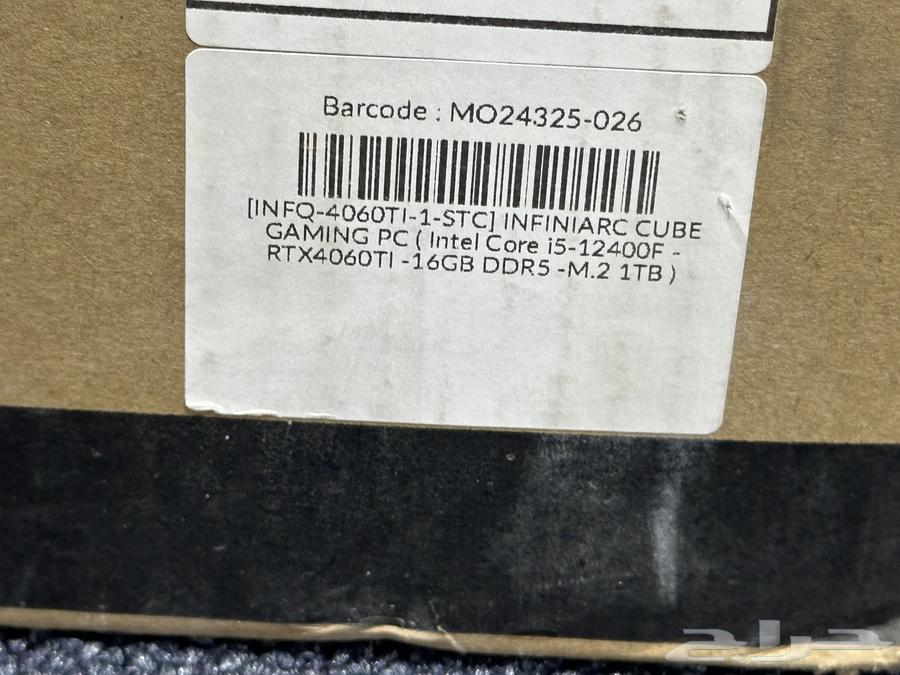 Barcode : MO24325-026
[INFQ-4060TI-1-STC] INFINIARC CUBE
GAMING PC ( Intel Core i5-12400F -
RTX4060TI -16GB DDR5 -M.2 1TB )
حراج